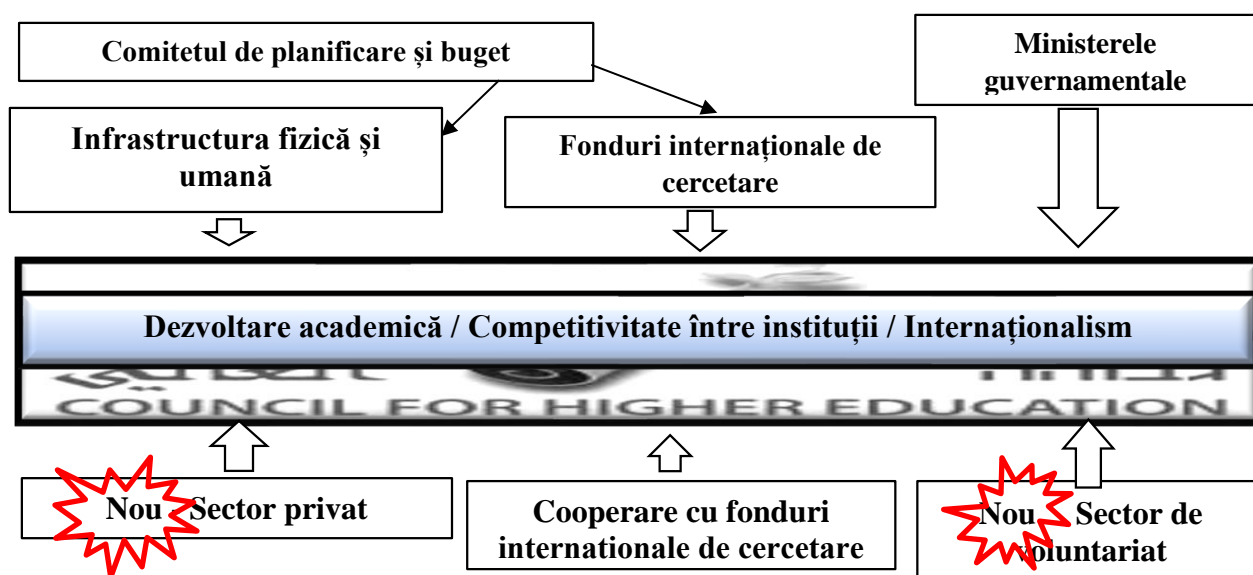 Comitetul de planificare și buget
Ministerele
guvernamentale
Infrastructura fizică și
umană
Fonduri internaționale de
cercetare
Dezvoltare academică / Competitivitate între instituții / Internaționalism
COUNCIL FOR HIGHER EDUCATION
Nou - Sector privat
Cooperare cu fonduri
internationale de cercetare
Nou - Sector de
voluntariat